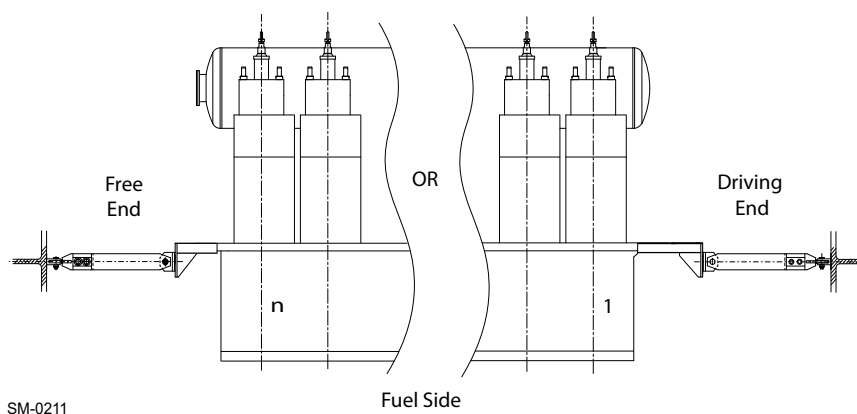 OR
Free
End
Driving
End
n
1
Fuel Side
SM-0211